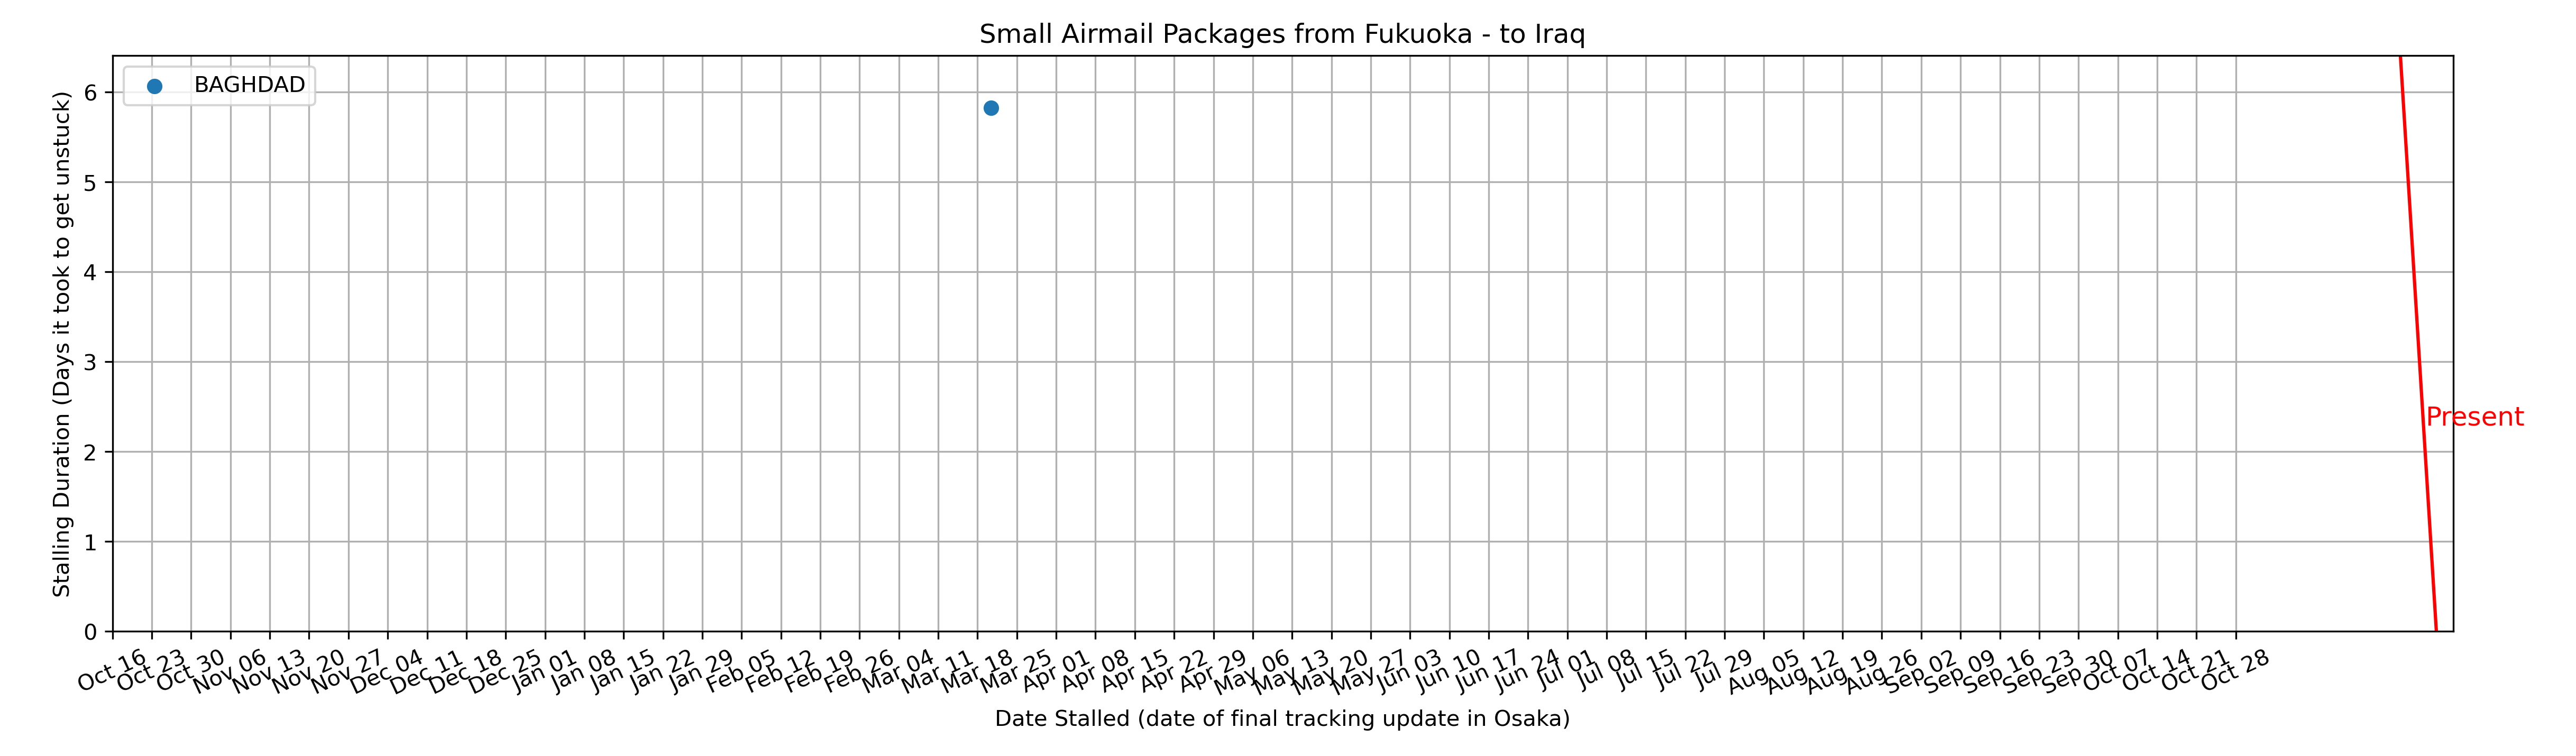 Small Airmail Packages from Fukuoka - to Iraq
BAGHDAD
Stalling Duration (Days it took to get unstuck)
6
5
4
3
2
1
0
Present
Oct 16
Oct 23
Oct 30
Nov 06
Nov 13
Nov 20
Nov 27
Dec 04
Dec 11
Dec 18
Dec 25
Jan 01
Jan 08
Jan 15
Jan 22
Jan 29
Feb 05
Feb 12
Feb 19
Feb 26
Mar 04
Mar 11
Mar 18
Mar 25
Apr 01
Apr 08
Apr 15
Apr 22
Apr 29
May 06
May 13
May 20
May 27
Jun 03
Jun 10
Jun 17
Jun 24
Jul 01
Jul 08
Jul 15
Jul 22
Jul 29
Aug 05
Aug 12
Aug 19
Aug 26
Sep 02
Sep 09
Sep 16
Sep 23
Sep 30
Oct 07
Oct 14
Oct 21
Oct 28
Date Stalled (date of final tracking update in Osaka)